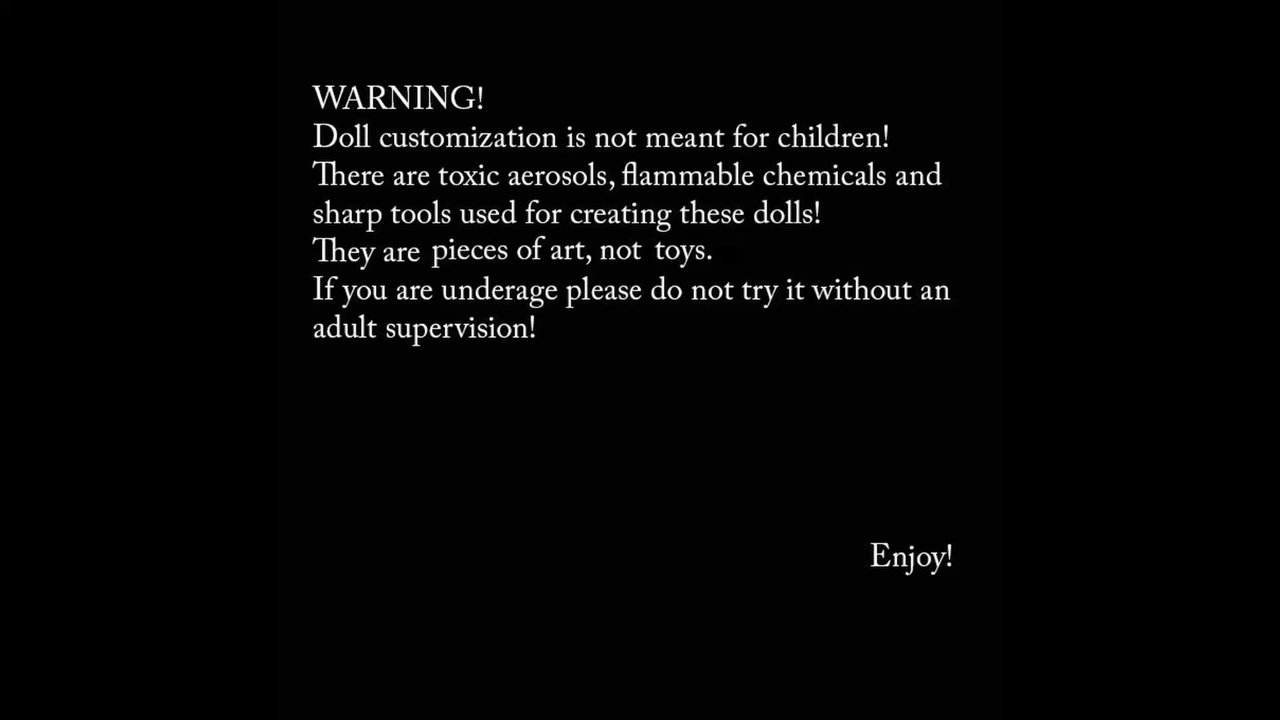 WARNING!
Doll customization is not meant for children!
There are toxic aerosols, flammable chemicals and
sharp tools used for creating these dolls!
They are pieces of art, not toys.
If you are underage please do not try it without an
adult supervision!
Enjoy!